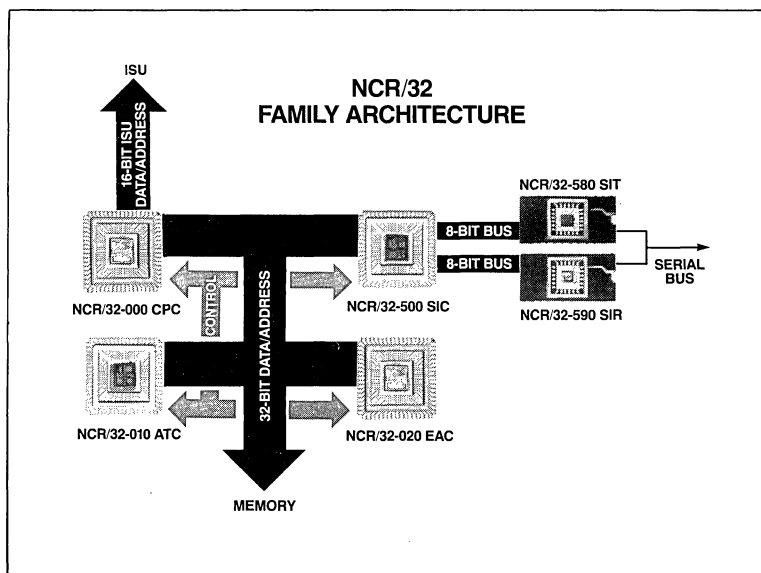 ISU
NCR/32
FAMILY ARCHITECTURE
16-BIT ISU
DATA/ADDRESS
NCR/32-580 SIT
8-BIT BUS
8-BIT BUS
SERIAL
BUS
NCR/32-000 CPC
NCR/32-500 SIC
NCR/32-590 SIR
CONTROL
32-BIT DATA/ADDRESS
NCR/32-010 ATC
NCR/32-020 EAC
MEMORY